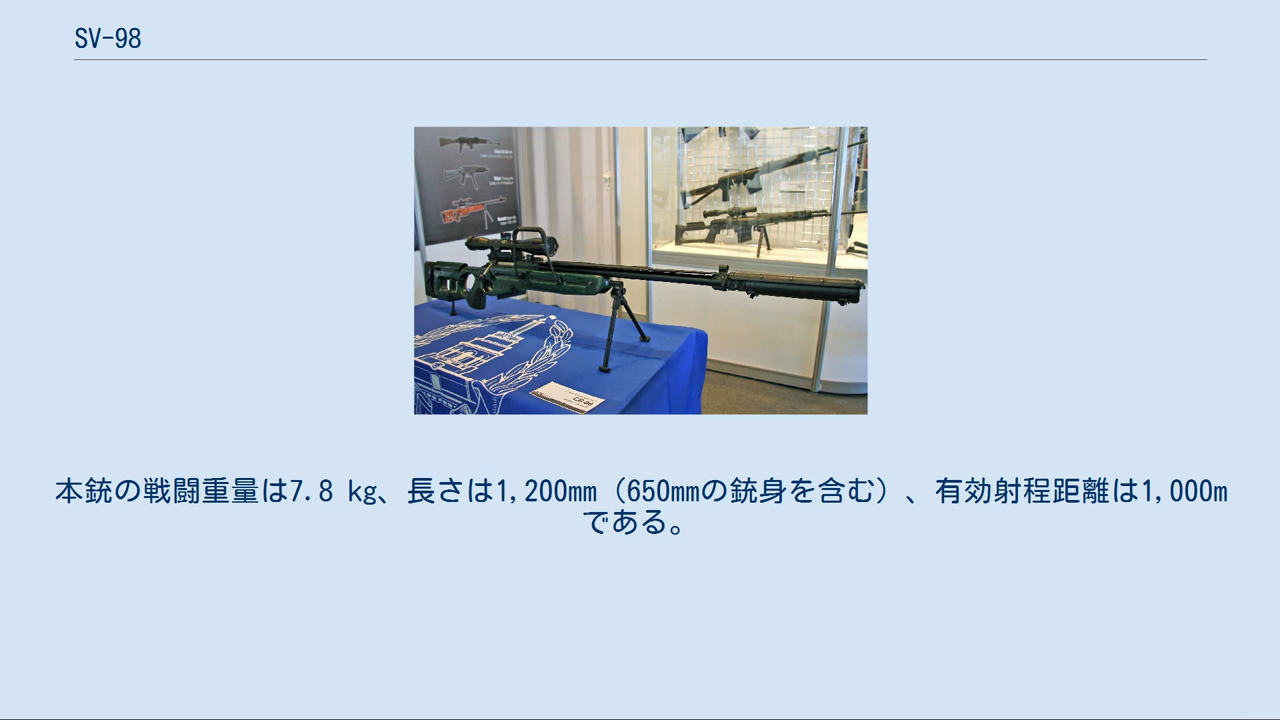 SV-98
本銃の戦闘重量は7.8 kg、長さは1,200mm（650mmの銃身を含む）、有効射程距離は1,000m
である。